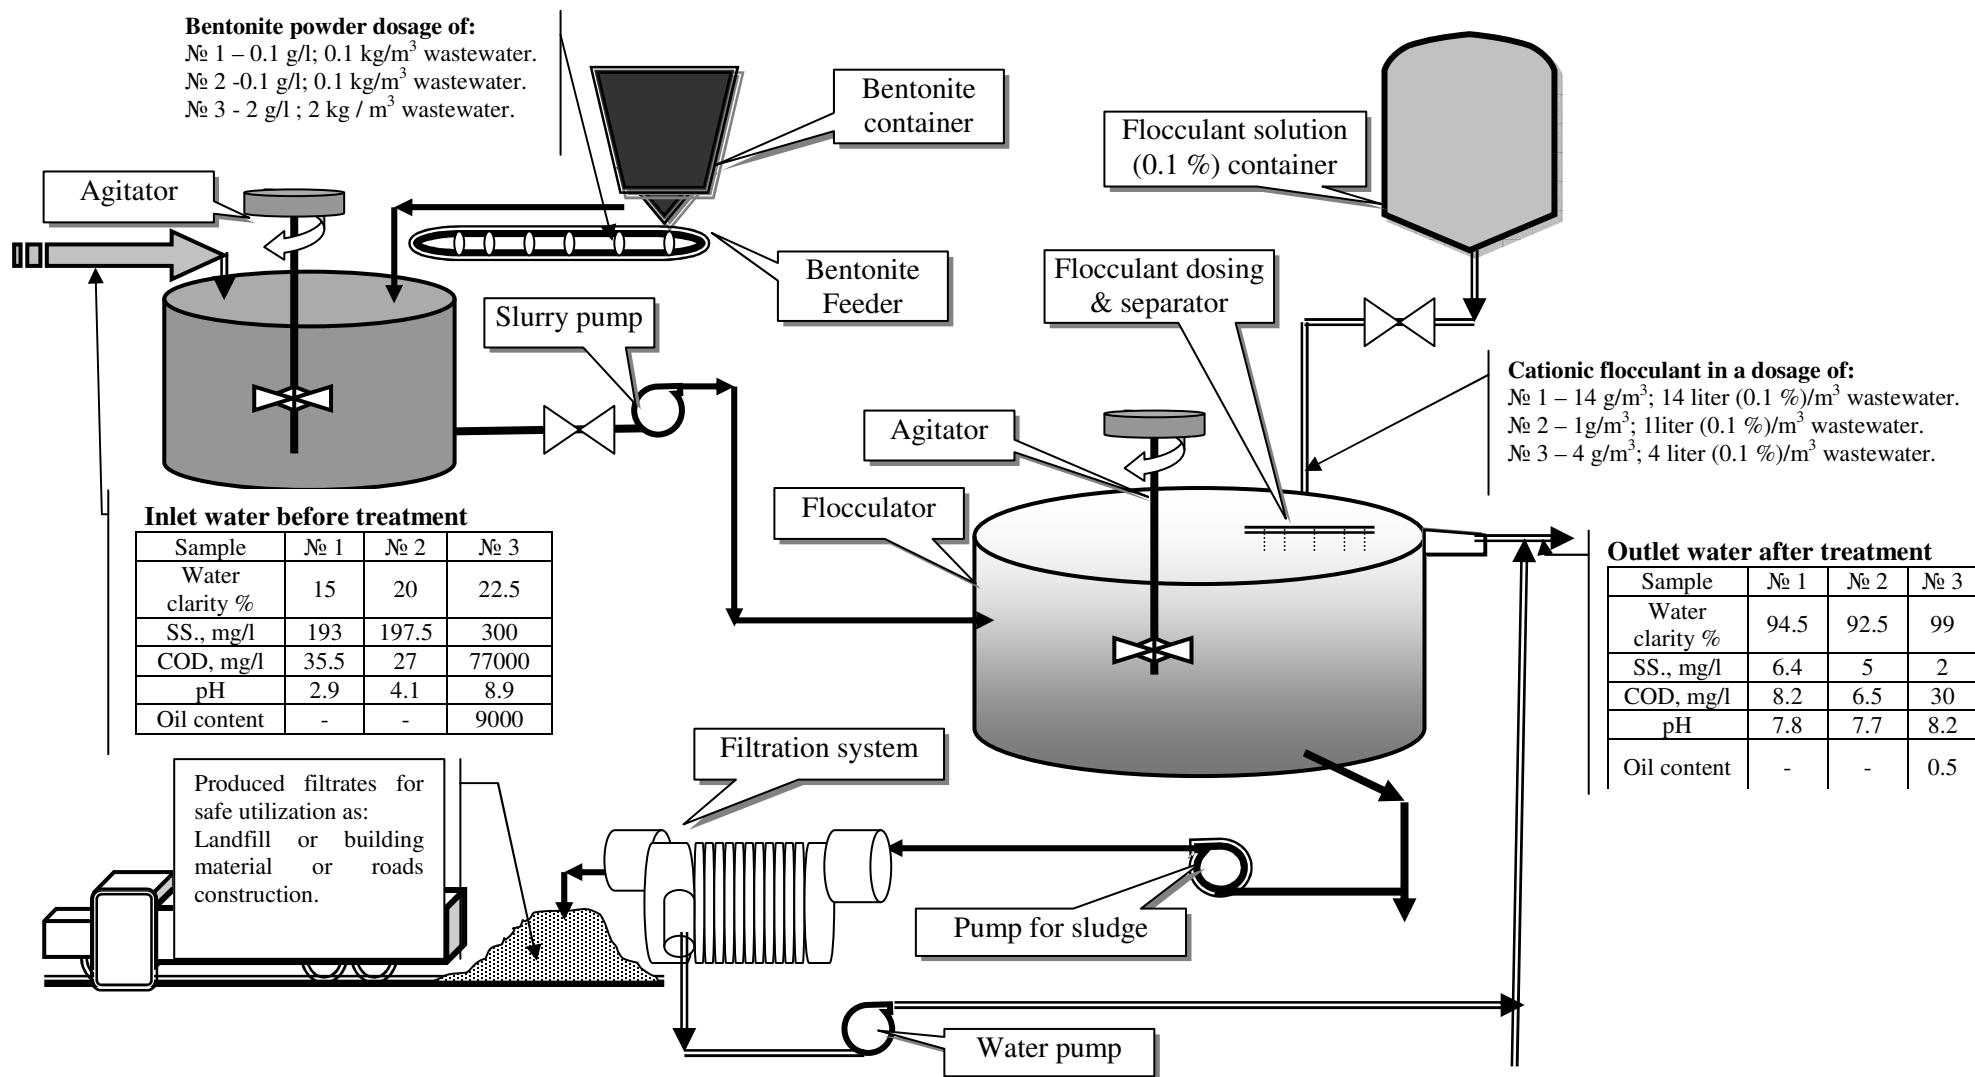 Bentonite powder dosage of:
№ 1 – 0.1 g/l; 0.1 kg/m³ wastewater.
№ 2 -0.1 g/l; 0.1 kg/m³ wastewater.
№ 3 - 2 g/l ; 2 kg / m³ wastewater.
Bentonite
container
Flocculant solution
(0.1 %) container
Agitator
Bentonite
Feeder
Flocculant dosing
& separator
Slurry pump
Cationic flocculant in a dosage of:
№ 1 – 14 g/m³; 14 liter (0.1 %)/m³ wastewater.
№ 2 – 1g/m³; 1liter (0.1 %)/m³ wastewater.
№ 3 – 4 g/m³; 4 liter (0.1 %)/m³ wastewater.
Agitator
Flocculator
Inlet water before treatment
Sample № 1 № 2 № 3
Water
clarity % 15 20 22.5
SS., mg/l 193 197.5 300
COD, mg/l 35.5 27 77000
pH 2.9 4.1 8.9
Oil content - - 9000
Outlet water after treatment
Sample № 1 № 2 № 3
Water
clarity % 94.5 92.5 99
SS., mg/l 6.4 5 2
COD, mg/l 8.2 6.5 30
pH 7.8 7.7 8.2
Oil content - - 0.5
Filtration system
Produced filtrates for
safe utilization as:
Landfill or building
material or roads
construction.
Pump for sludge
Water pump